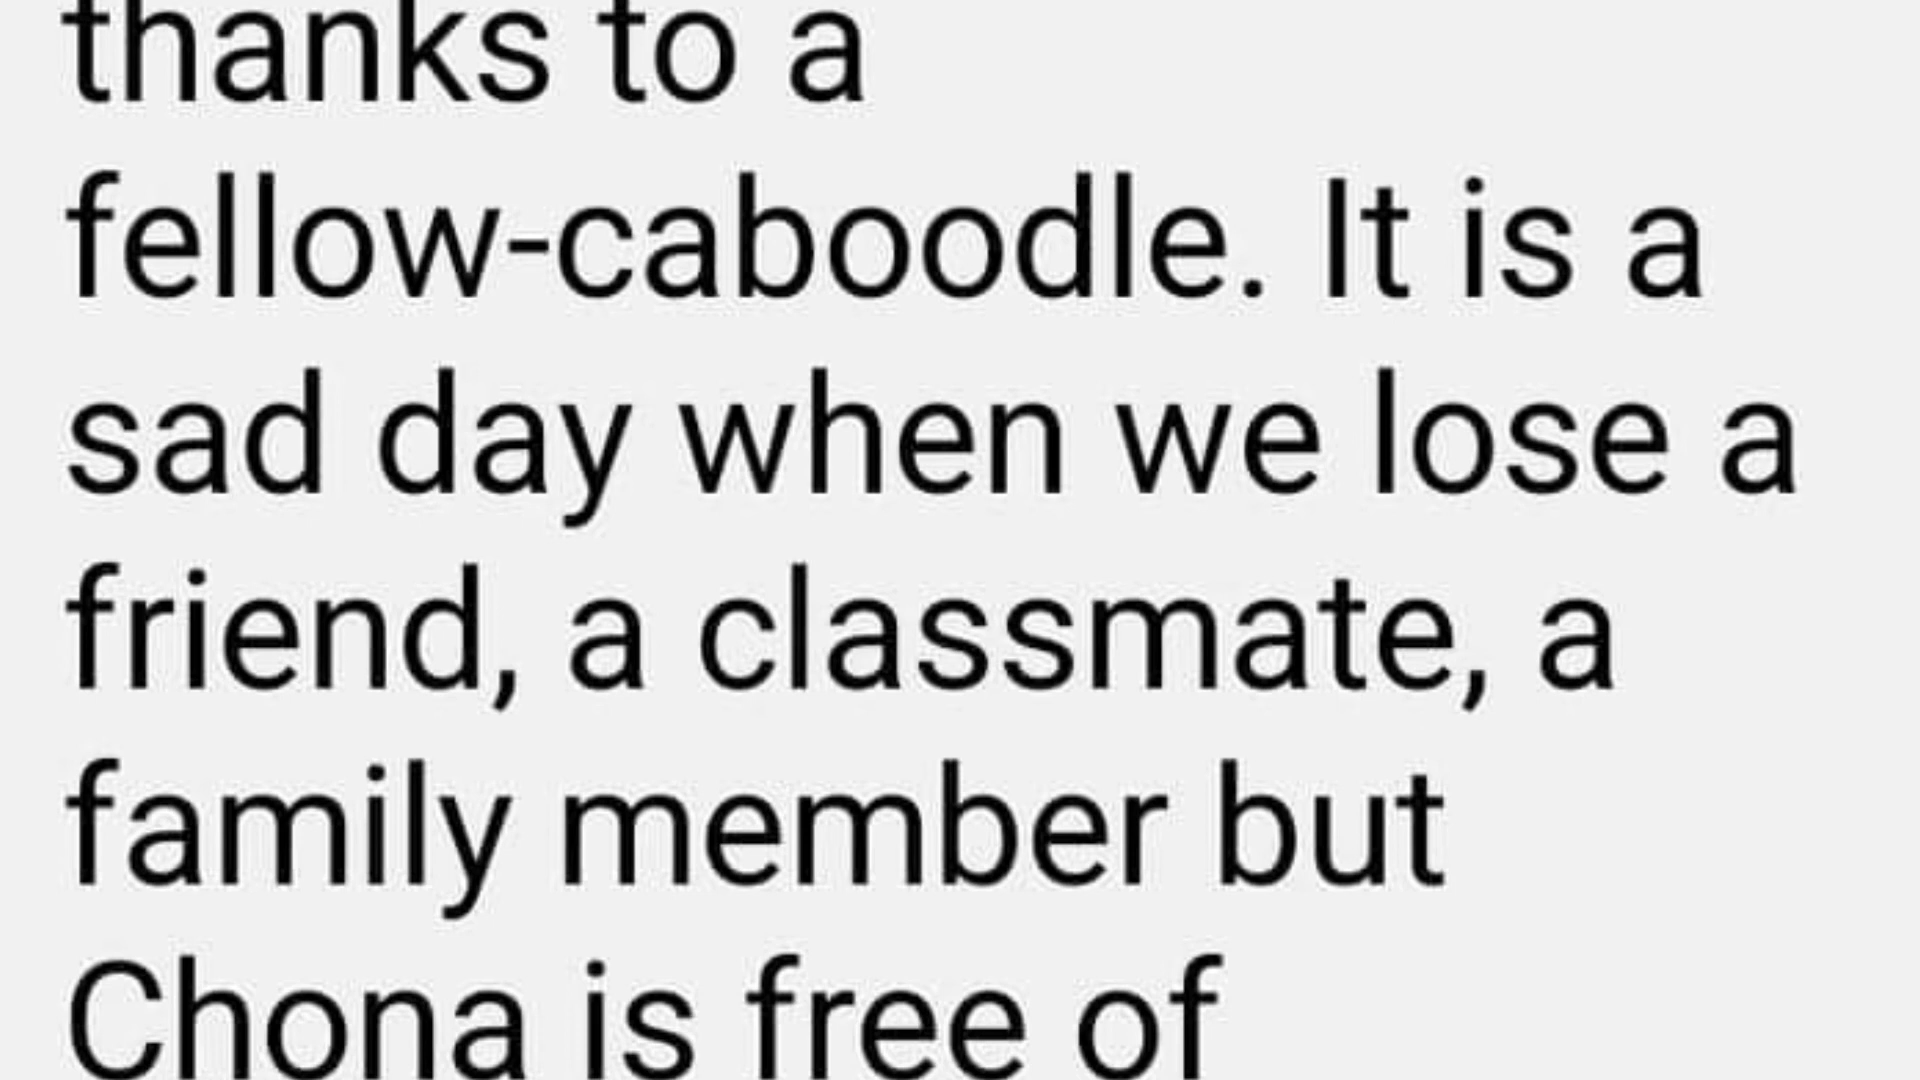 thanks to a
fellow-caboodle. It is a
sad day when we lose a
friend, a classmate, a
family member but
Chona is free of